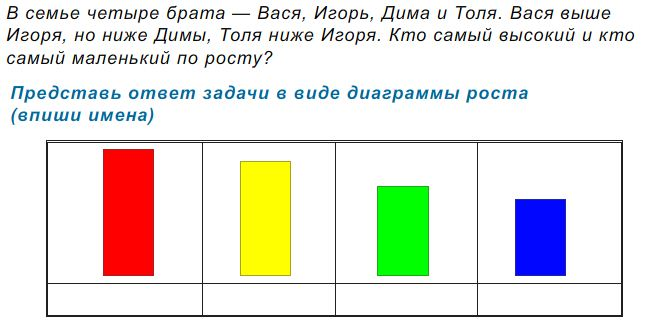 В семье четыре брата — Вася, Игорь, Дима и Толя. Вася выше
Игоря, но ниже Димы, Толя ниже Игоря. Кто самый высокий и кто
самый маленький по росту?
Представь ответ задачи в виде диаграммы роста
(впиши имена)